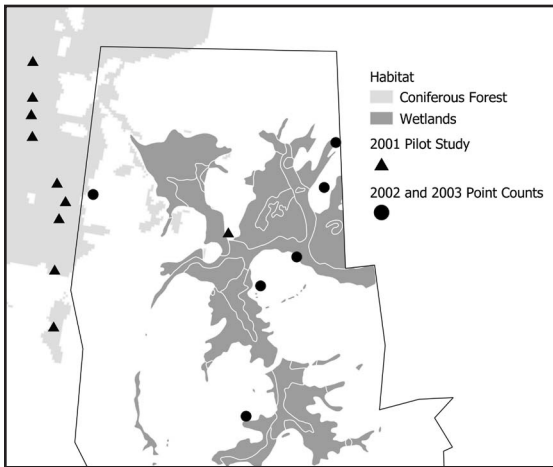 Habitat
Coniferous Forest
Wetlands
2001 Pilot Study
2002 and 2003 Point Counts